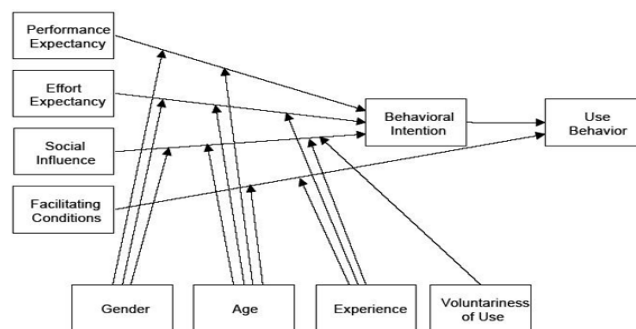 Performance
Expectancy
Effort
Expectancy
Social
Influence
Facilitating
Conditions
Behavioral
Intention
Use
Behavior
Gender
Age
Experience
Voluntariness
of Use